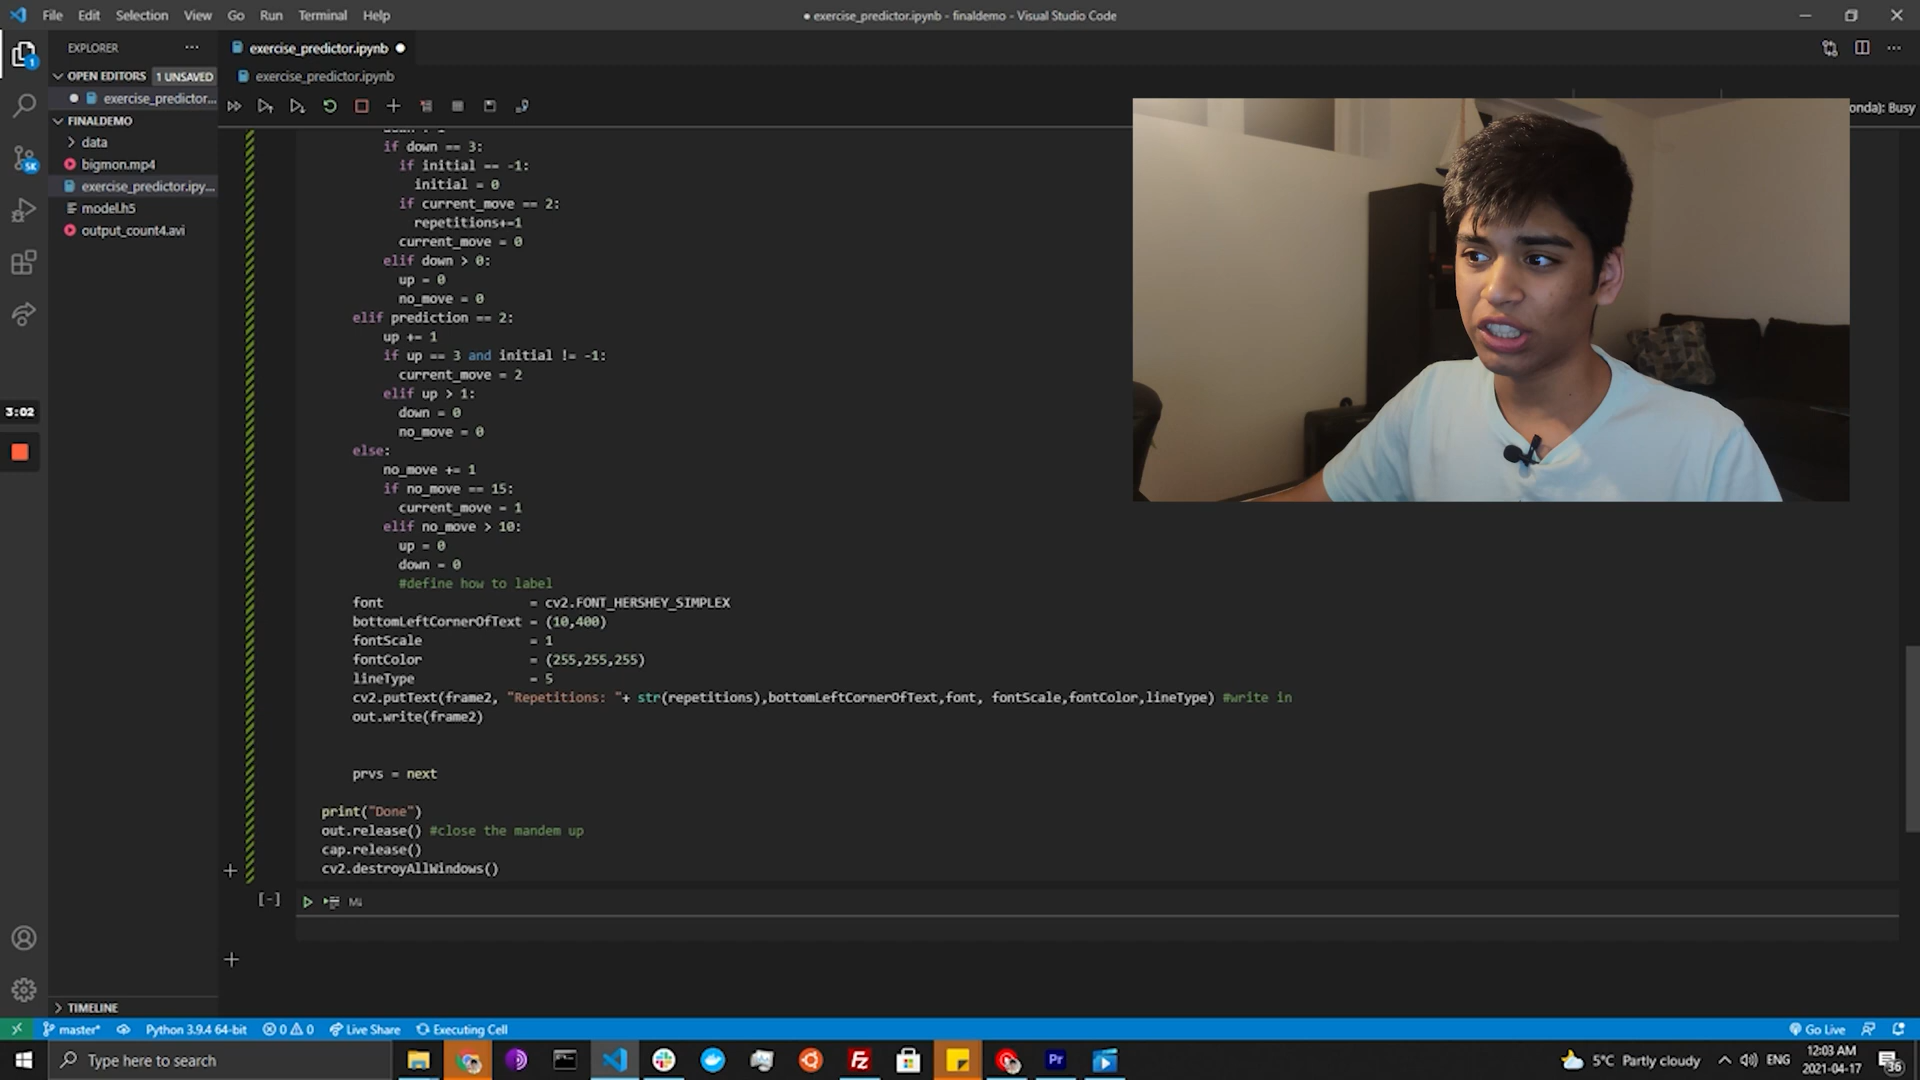 File Edit Selection View Go Run Terminal Help
● exercise_predictor.ipynb - finaldemo - Visual Studio Code
EXPLORER
exercise_predictor.ipynb
OPEN EDITORS 1 UNSAVED
exercise_predictor.ipynb
exercise_predictor...
FINALDEMO
onda): Busy
data
bigmon.mp4
exercise_predictor.ipy...
model.h5
output_count4.avi
if down == 3:
if initial == -1:
initial = 0
if current_move == 2:
repetitions+=1
current_move = 0
elif down > 0:
up = 0
no_move = 0
elif prediction == 2:
up += 1
if up == 3 and initial != -1:
current_move = 2
elif up > 1:
down = 0
no_move = 0
else:
no_move += 1
if no_move == 15:
current_move = 1
elif no_move > 10:
up = 0
down = 0
#define how to label
font = cv2.FONT_HERSHEY_SIMPLEX
bottomLeftCornerOfText = (10,400)
fontScale = 1
fontColor = (255,255,255)
lineType = 5
cv2.putText(frame2, "Repetitions: "+ str(repetitions),bottomLeftCornerOfText,font, fontScale,fontColor,lineType) #write in
out.write(frame2)
prvs = next
print("Done")
out.release() #close the mandem up
cap.release()
cv2.destroyAllWindows()
[-] M↓
3:02
TIMELINE
master* Python 3.9.4 64-bit 0 0 Live Share Executing Cell Go Live
Type here to search
5°C Partly cloudy ENG 12:03 AM
2021-04-17
36